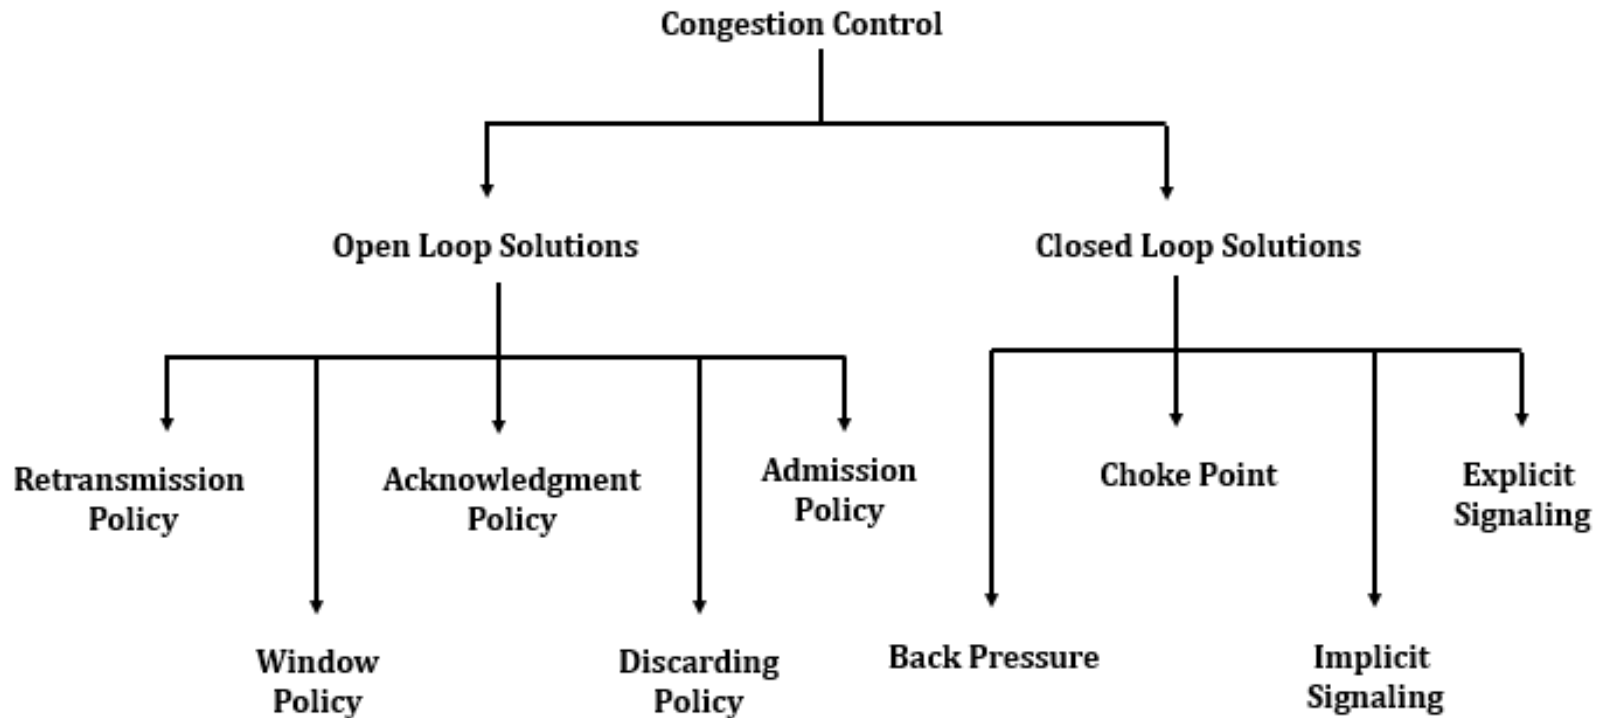 Congestion Control
Open Loop Solutions
Closed Loop Solutions
Retransmission
Policy
Window
Policy
Acknowledgment
Policy
Discarding
Policy
Admission
Policy
Back Pressure
Choke Point
Implicit
Signaling
Explicit
Signaling